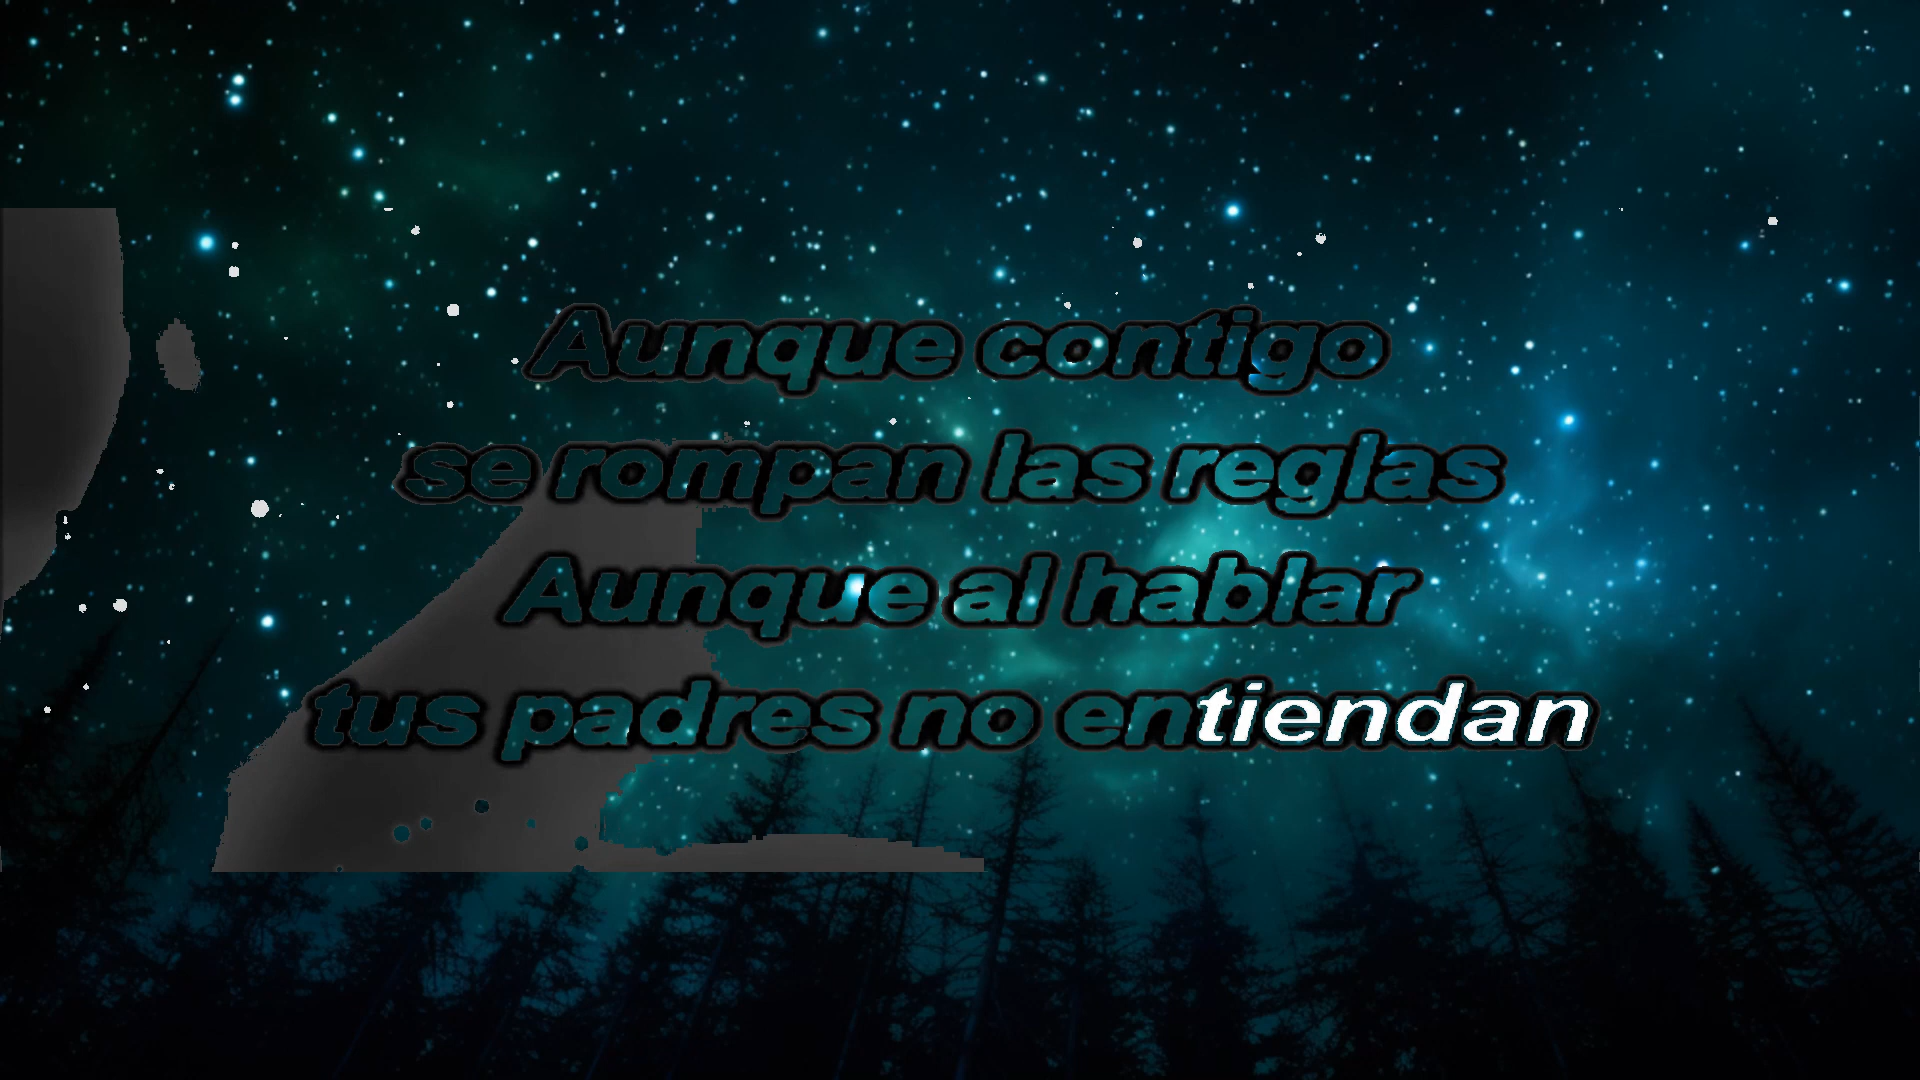 Aunque contigo
se rompan las reglas
Aunque al hablar
tus padres no entiendan